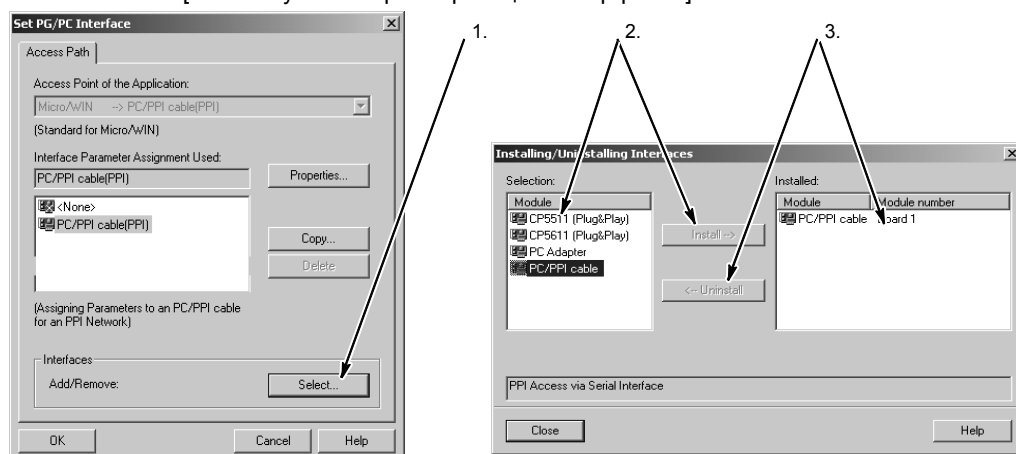 Set PG/PC Interface
Access Path
Access Point of the Application:
Micro/WIN --> PC/PPI cable(PPI)
(Standard for Micro/WIN)
Interface Parameter Assignment Used:
PC/PPI cable(PPI)
Properties...
<None>
PC/PPI cable(PPI)
Copy...
Delete
(Assigning Parameters to an PC/PPI cable
for an PPI Network)
Interfaces
Add/Remove:
Select...
OK
Cancel
Help
1.
2.
3.
Installing/Uninstalling Interfaces
Selection:
Module
CP5511 (Plug&Play)
CP5611 (Plug&Play)
PC Adapter
PC/PPI cable
Install -->
<-- Uninstall
Installed:
Module Module number
PC/PPI cable Board 1
PPI Access via Serial Interface
Close
Help